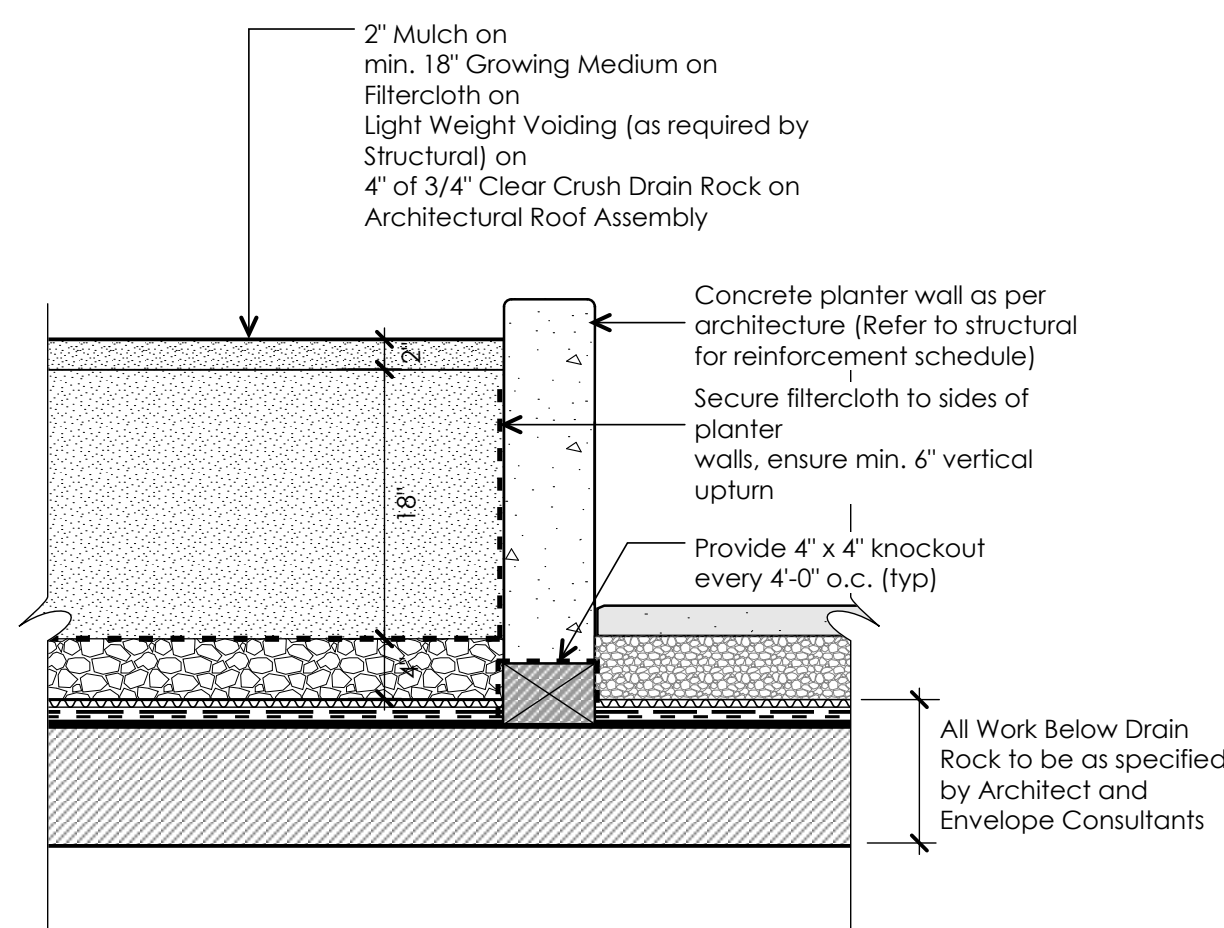 2" Mulch on
min. 18" Growing Medium on
Filtercloth on
Light Weight Voiding (as required by
Structural) on
4" of 3/4" Clear Crush Drain Rock on
Architectural Roof Assembly
Concrete planter wall as per
architecture (Refer to structural
for reinforcement schedule)
Secure filtercloth to sides of
planter
walls, ensure min. 6" vertical
upturn
Provide 4" x 4" knockout
every 4'-0" o.c. (typ)
2"
18"
4"
All Work Below Drain
Rock to be as specified
by Architect and
Envelope Consultants